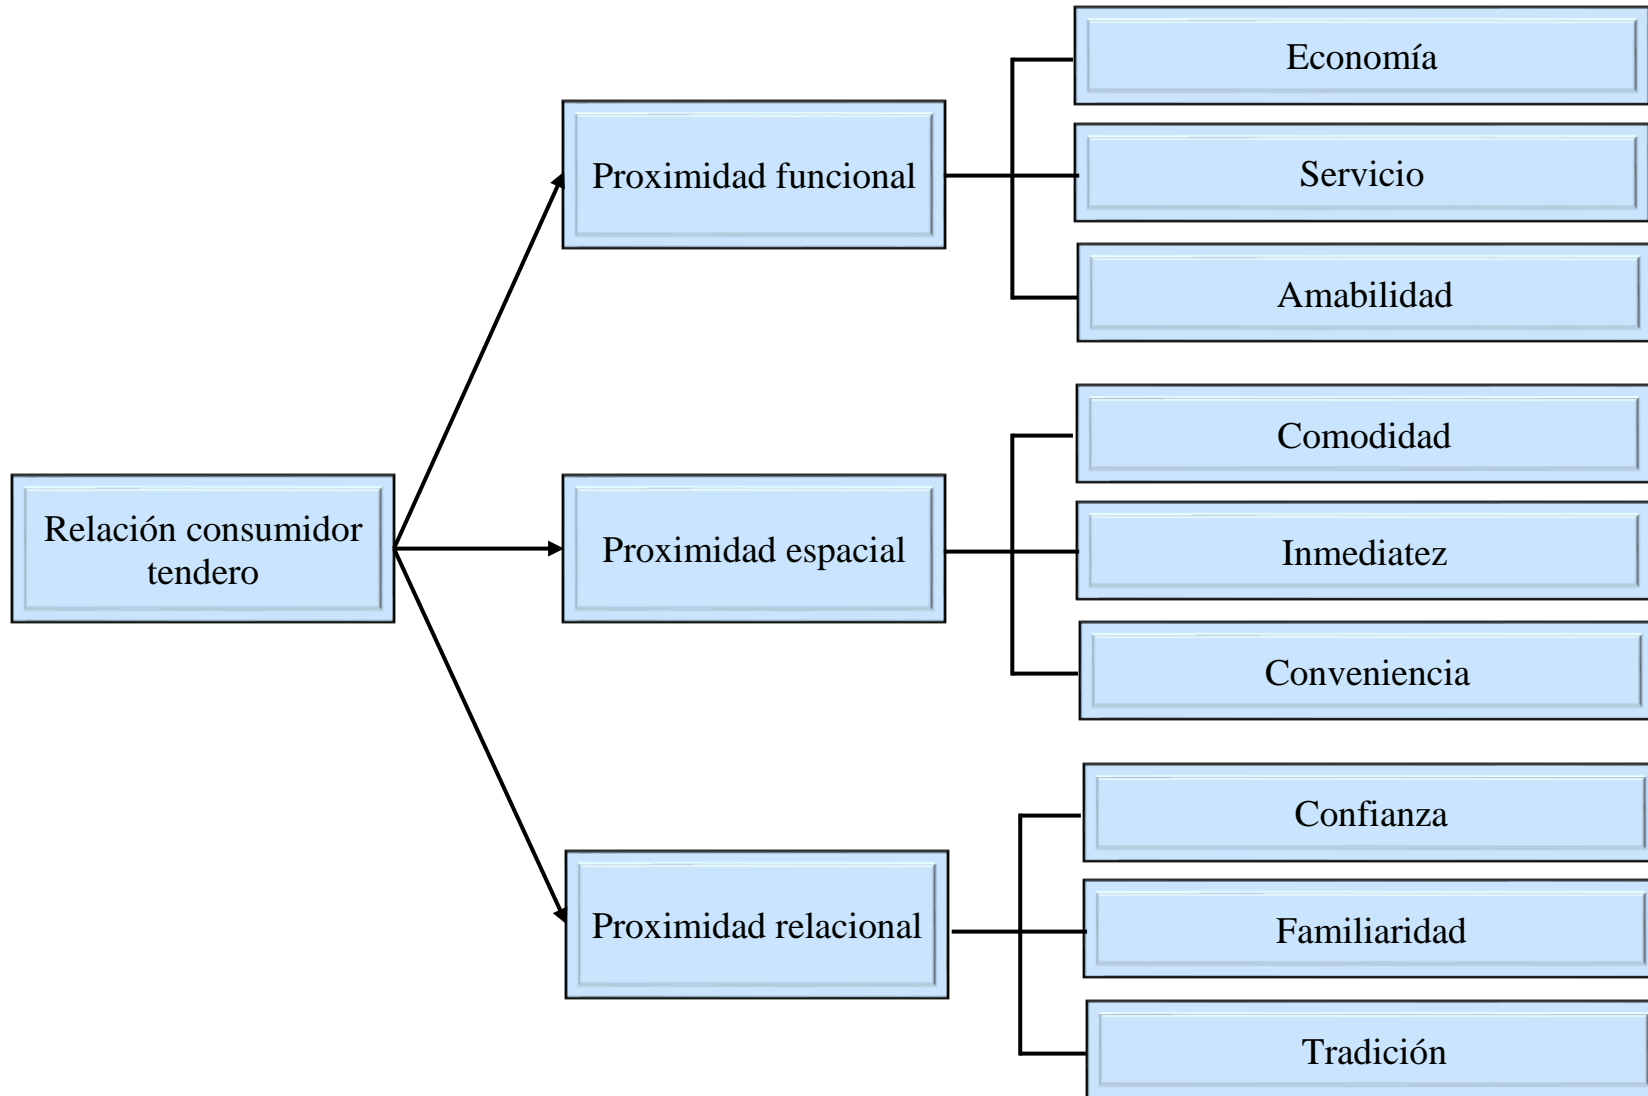 Relación consumidor
tendero
Proximidad funcional
Economía
Servicio
Amabilidad
Proximidad espacial
Comodidad
Inmediatez
Conveniencia
Proximidad relacional
Confianza
Familiaridad
Tradición